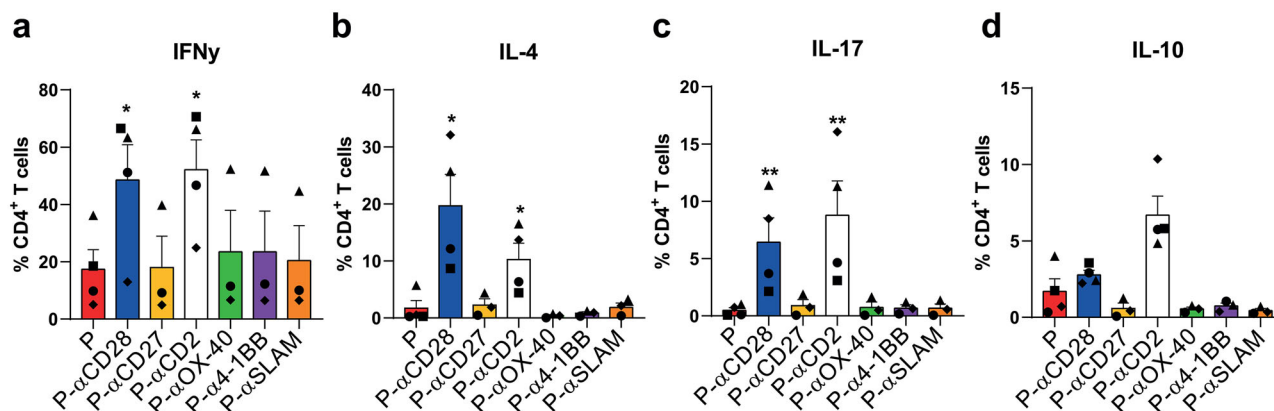 a
IFNy
% CD4⁺ T cells
80
60
40
20
0
*
*
P
P-αCD28
P-αCD27
P-αCD2
P-αOX-40
P-α4-1BB
P-αSLAM
b
IL-4
% CD4⁺ T cells
40
30
20
10
0
*
*
P
P-αCD28
P-αCD27
P-αCD2
P-αOX-40
P-α4-1BB
P-αSLAM
c
IL-17
% CD4⁺ T cells
20
15
10
5
0
**
**
P
P-αCD28
P-αCD27
P-αCD2
P-αOX-40
P-α4-1BB
P-αSLAM
d
IL-10
% CD4⁺ T cells
15
10
5
0
P
P-αCD28
P-αCD27
P-αCD2
P-αOX-40
P-α4-1BB
P-αSLAM